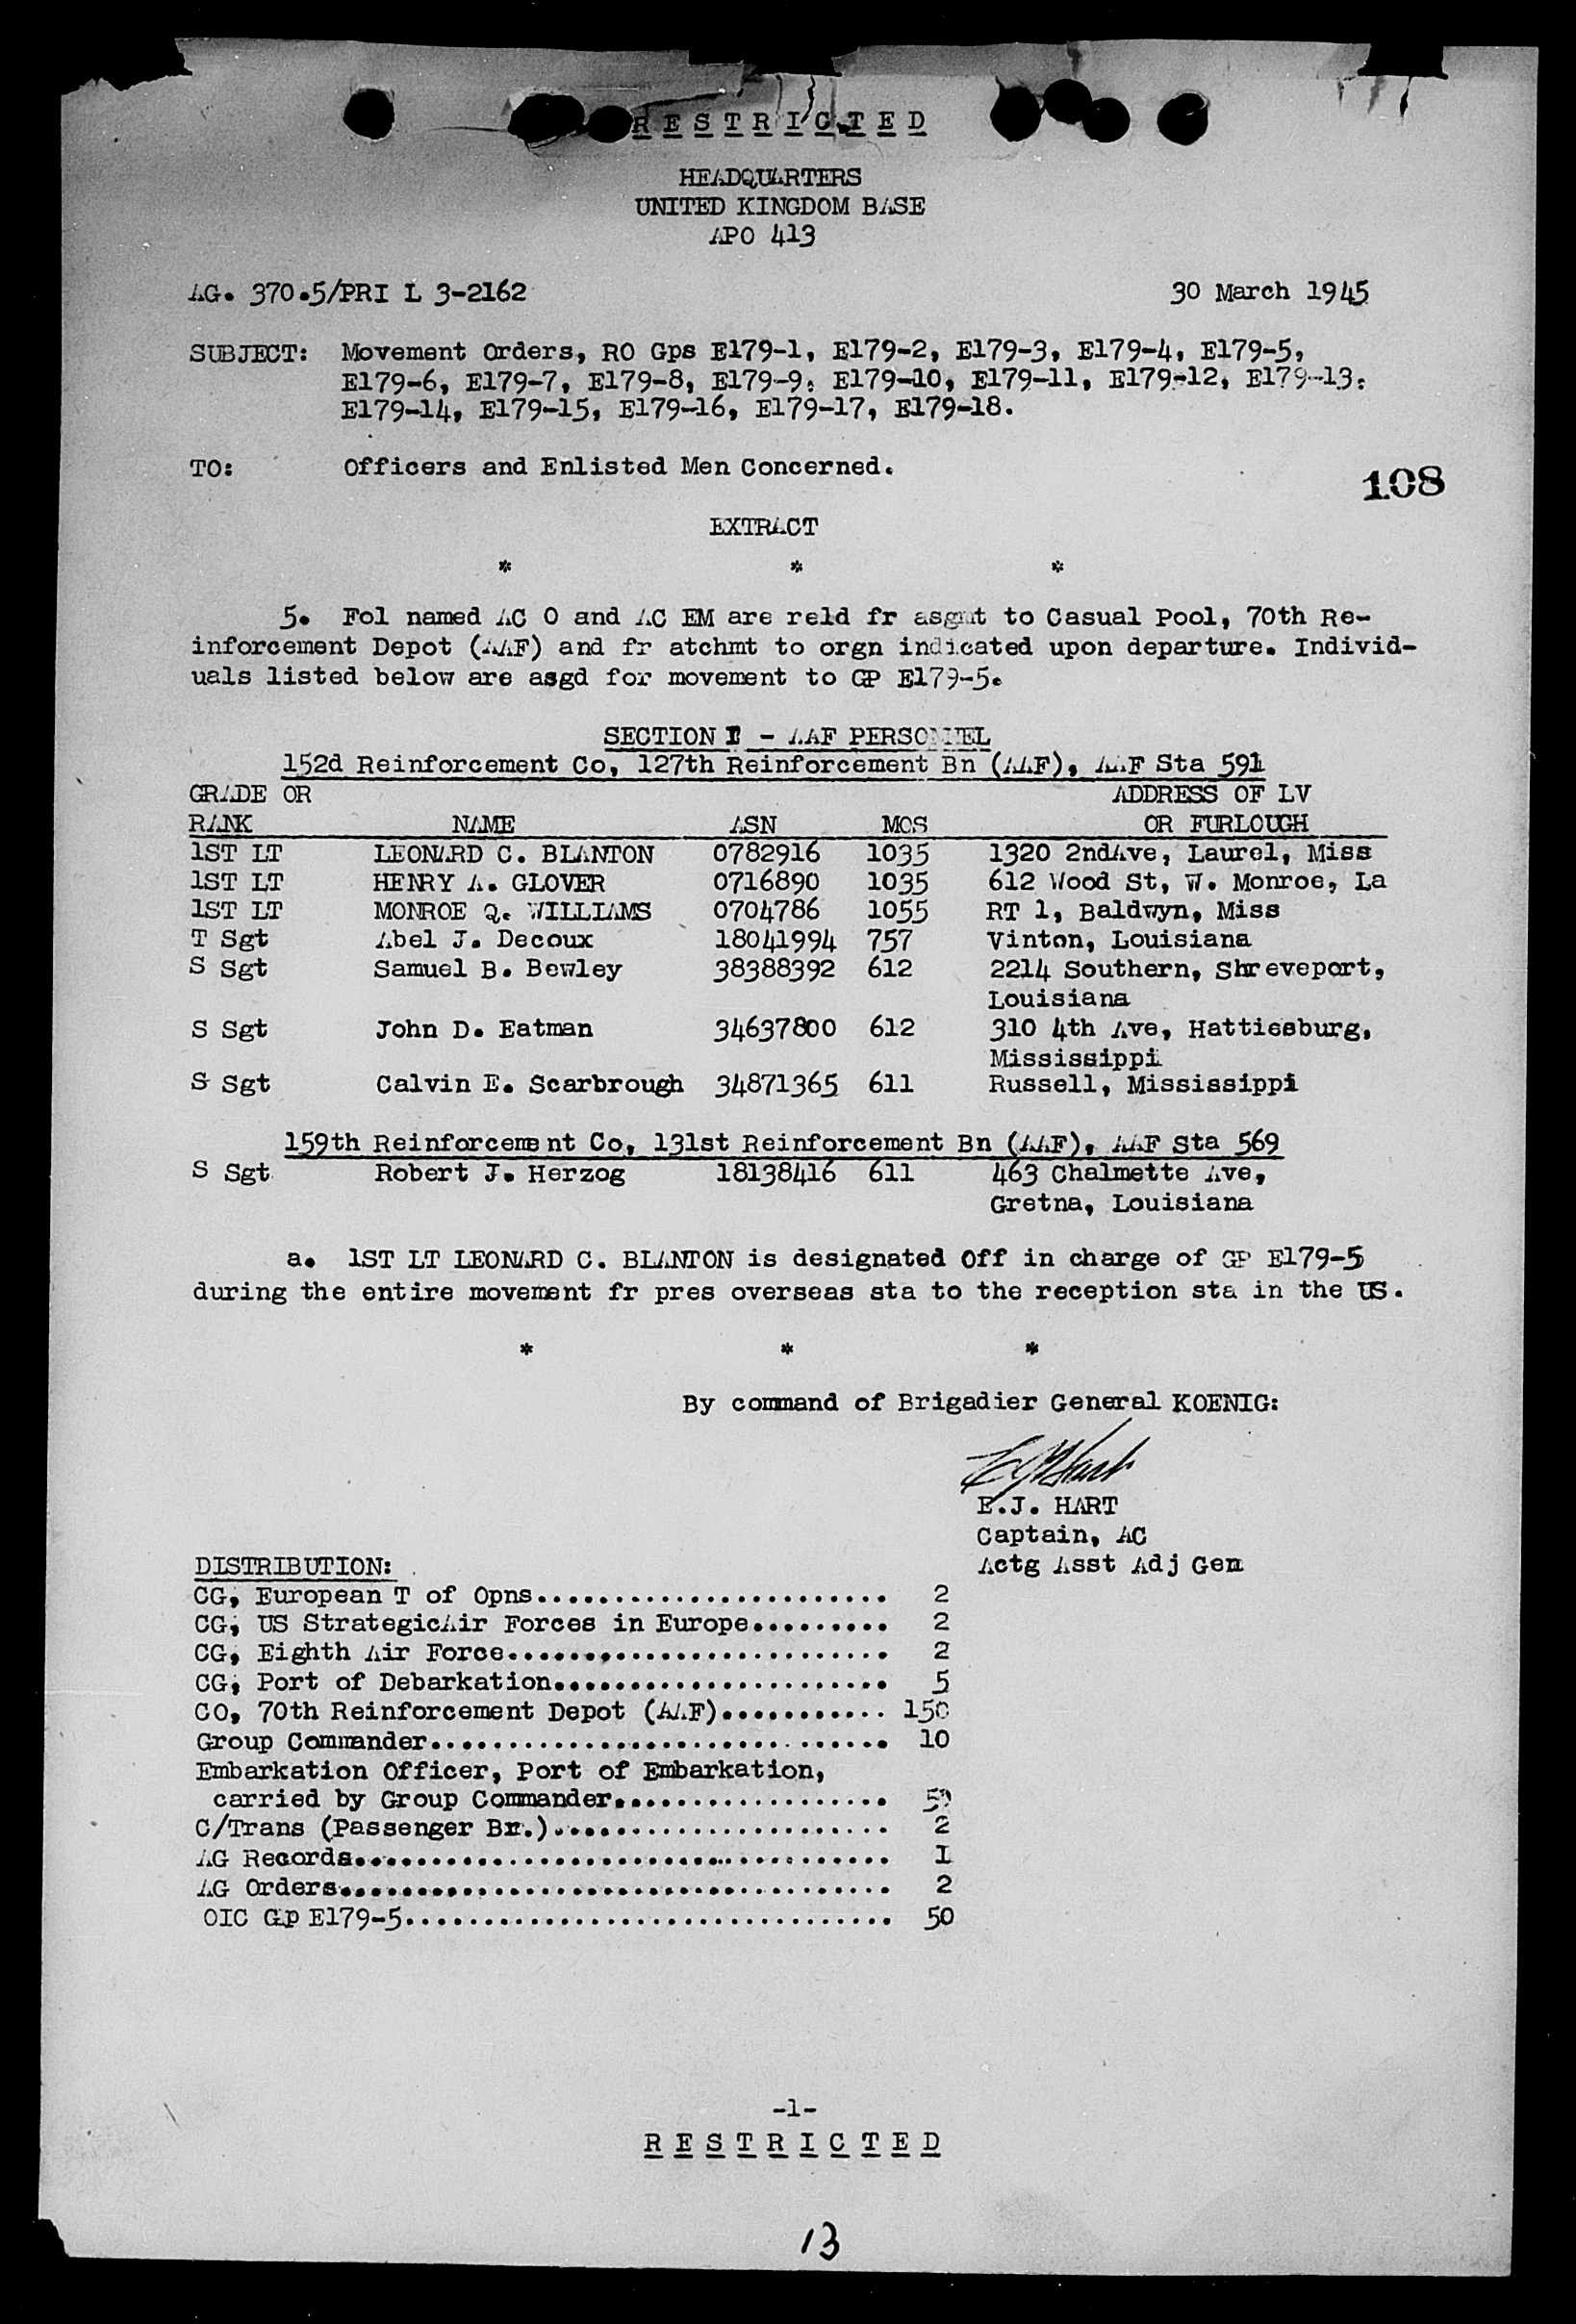 RESTRICTED
HEADQUARTERS
UNITED KINGDOM BASE
APO 413
AG. 370.5/PRI L 3-2162 30 March 1945
SUBJECT: Movement Orders, RO Gps E179-1, E179-2, E179-3, E179-4, E179-5,
E179-6, E179-7, E179-8, E179-9, E179-10, E179-11, E179-12, E179-13,
E179-14, E179-15, E179-16, E179-17, E179-18.
TO: Officers and Enlisted Men Concerned.
108
EXTRACT
* * *
5. Fol named AC O and AC EM are reld fr asgmt to Casual Pool, 70th Re-
inforcement Depot (AAF) and fr atchmt to orgn indicated upon departure. Individ-
uals listed below are asgd for movement to GP E179-5.
SECTION I - AAF PERSONNEL
152d Reinforcement Co, 127th Reinforcement Bn (AAF), AAF Sta 591
GRADE OR ADDRESS OF LV
RANK NAME ASN MOS OR FURLOUGH
1ST LT LEONARD C. BLANTON 0782916 1035 1320 2ndAve, Laurel, Miss
1ST LT HENRY A. GLOVER 0716890 1035 612 Wood St, W. Monroe, La
1ST LT MONROE Q. WILLIAMS 0704786 1055 RT 1, Baldwyn, Miss
T Sgt Abel J. Decoux 18041994 757 Vinton, Louisiana
S Sgt Samuel B. Bewley 38388392 612 2214 Southern, Shreveport,
Louisiana
S Sgt John D. Eatman 34637800 612 310 4th Ave, Hattiesburg,
Mississippi
S Sgt Calvin E. Scarbrough 34871365 611 Russell, Mississippi
159th Reinforcement Co, 131st Reinforcement Bn (AAF), AAF Sta 569
S Sgt Robert J. Herzog 18138416 611 463 Chalmette Ave,
Gretna, Louisiana
a. 1ST LT LEONARD C. BLANTON is designated Off in charge of GP E179-5
during the entire movement fr pres overseas sta to the reception sta in the US.
* * *
By command of Brigadier General KOENIG:
E J Hart
E.J. HART
Captain, AC
Actg Asst Adj Gen
DISTRIBUTION:
CG, European T of Opns....................... 2
CG, US StrategicAir Forces in Europe......... 2
CG, Eighth Air Force......................... 2
CG, Port of Debarkation...................... 5
CO, 70th Reinforcement Depot (AAF)........... 150
Group Commander.............................. 10
Embarkation Officer, Port of Embarkation,
carried by Group Commander.................. 
C/Trans (Passenger Br.)...................... 2
AG Records................................... 1
AG Orders.................................... 2
OIC Gp E179-5................................ 50
-1-
RESTRICTED
13